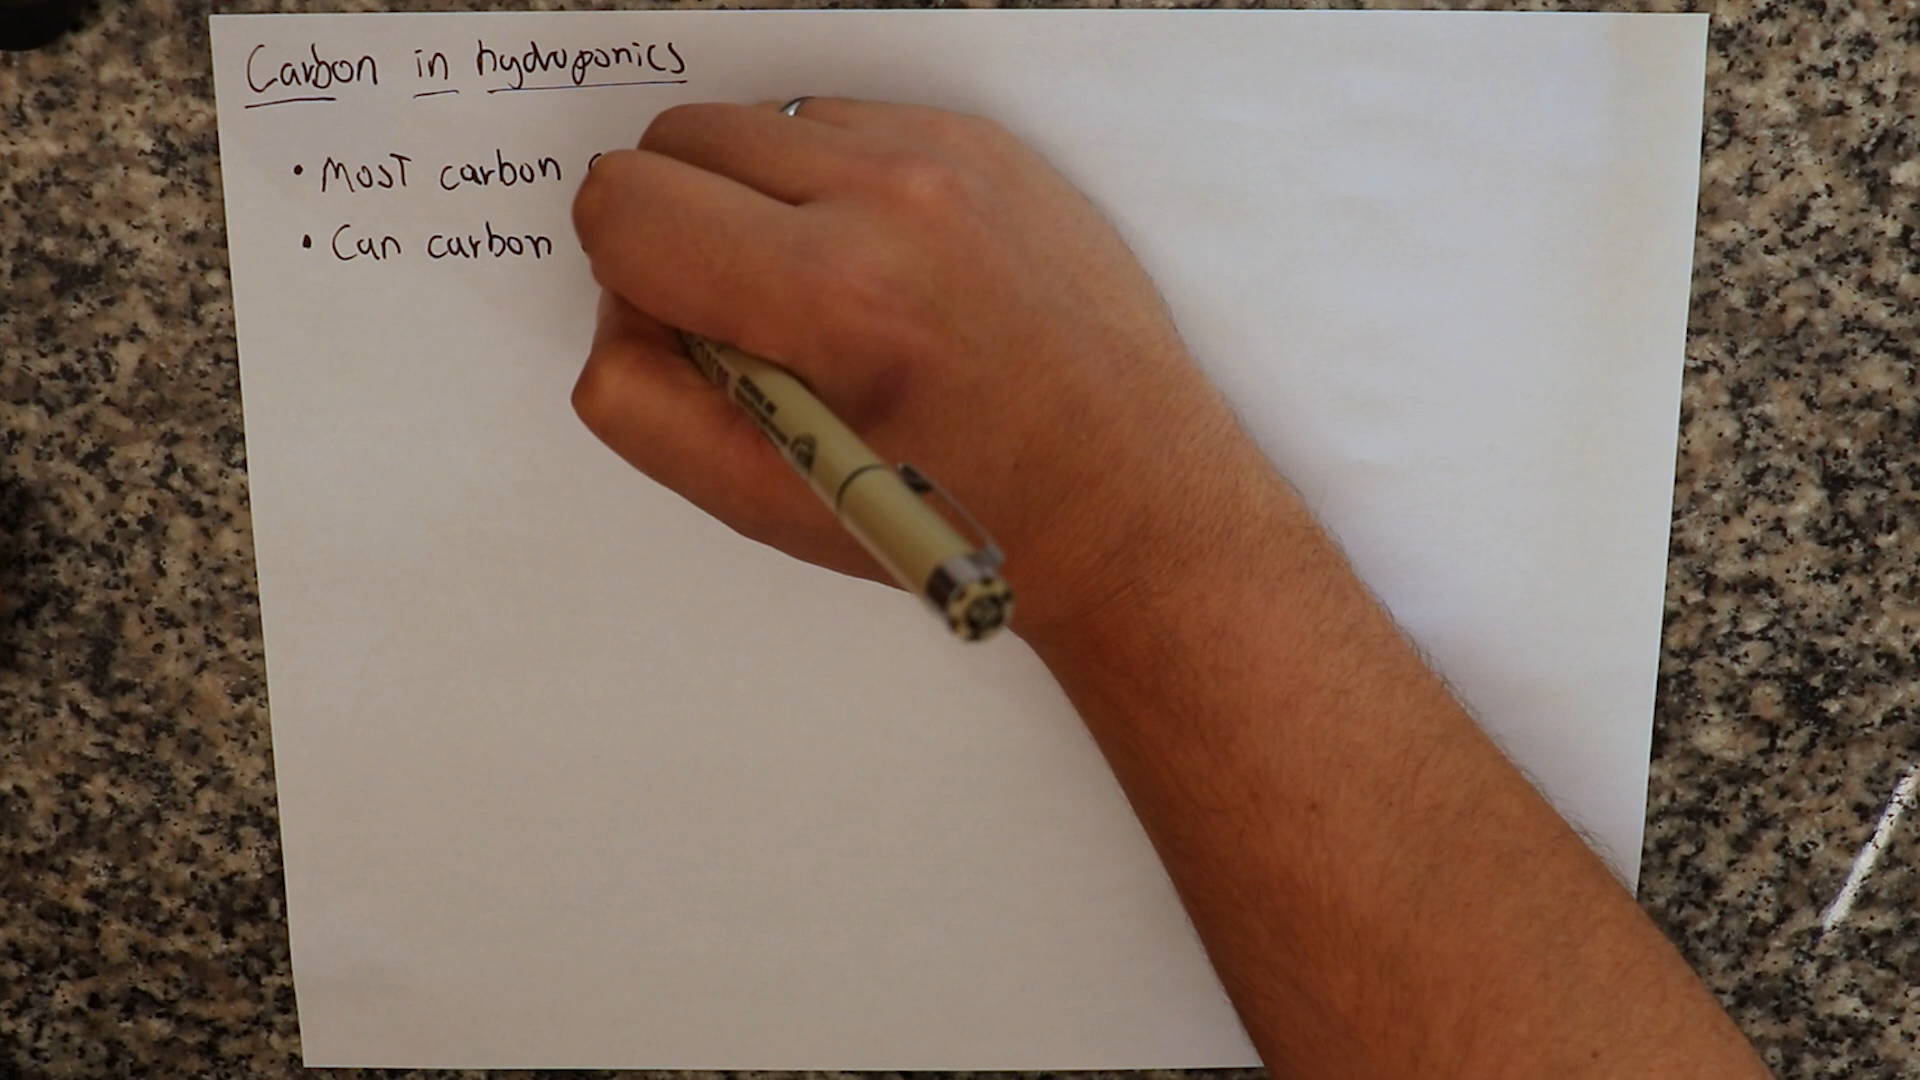 Carbon in hydroponics
• Most carbon
• Can carbon